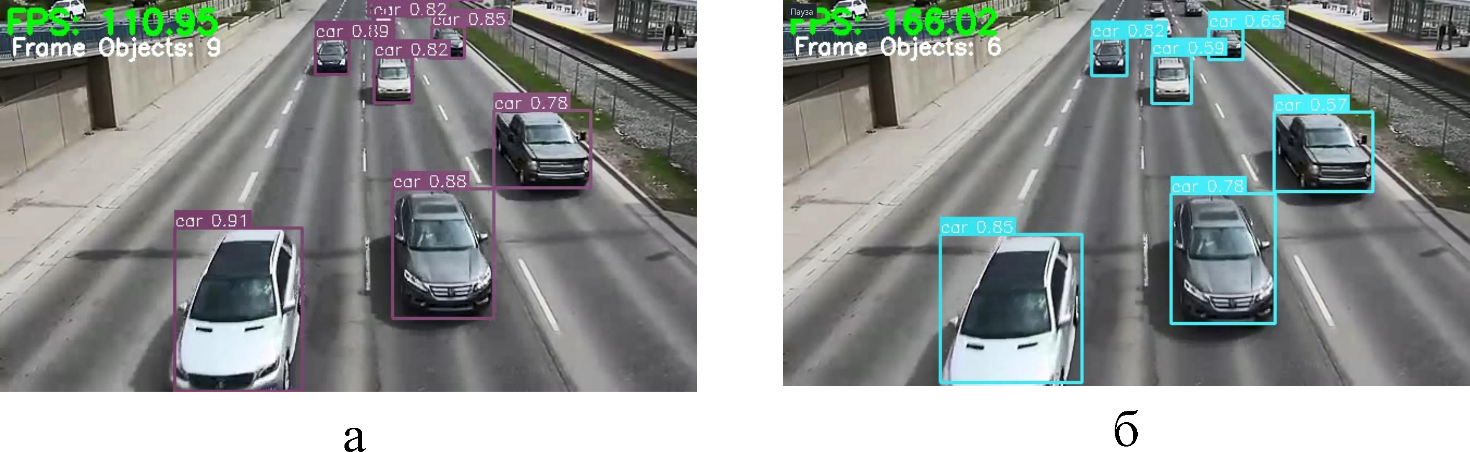 FPS: 110.95
Frame Objects: 9
car 0.82
car 0.85
car 0.89
car 0.82
car 0.78
car 0.88
car 0.91
а
Пауза
FPS: 166.02
Frame Objects: 6
car 0.65
car 0.82
car 0.59
car 0.57
car 0.78
car 0.85
б